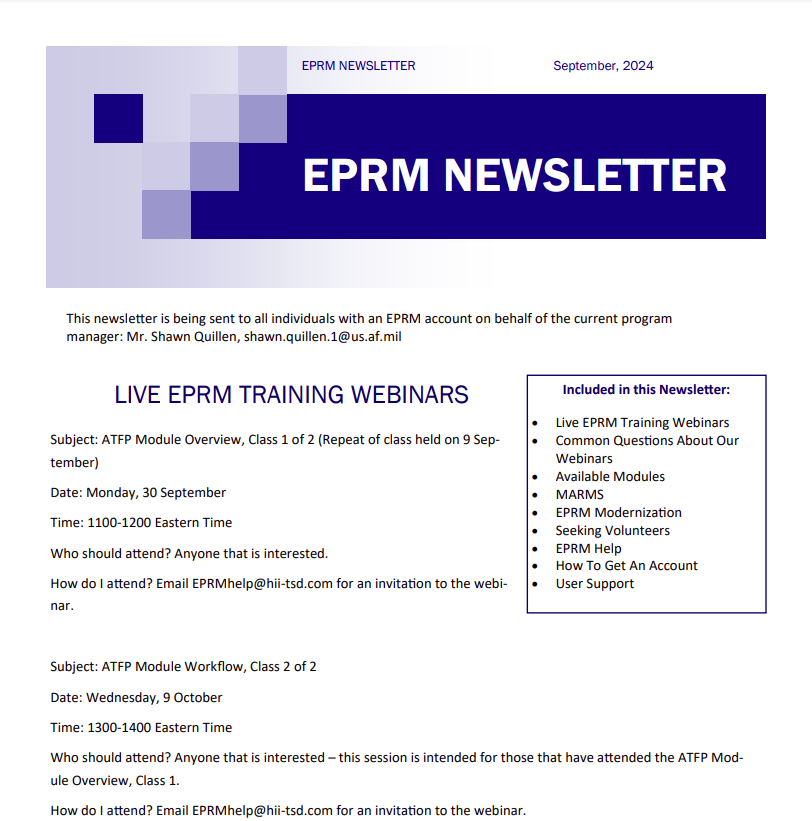 EPRM NEWSLETTER
September, 2024
EPRM NEWSLETTER
This newsletter is being sent to all individuals with an EPRM account on behalf of the current program
manager: Mr. Shawn Quillen, shawn.quillen.1@us.af.mil
LIVE EPRM TRAINING WEBINARS
Subject: ATFP Module Overview, Class 1 of 2 (Repeat of class held on 9 Sep-
tember)
Date: Monday, 30 September
Time: 1100-1200 Eastern Time
Who should attend? Anyone that is interested.
How do I attend? Email EPRMhelp@hii-tsd.com for an invitation to the webi-
nar.
Included in this Newsletter:
• Live EPRM Training Webinars
• Common Questions About Our
Webinars
• Available Modules
• MARMS
• EPRM Modernization
• Seeking Volunteers
• EPRM Help
• How To Get An Account
• User Support
Subject: ATFP Module Workflow, Class 2 of 2
Date: Wednesday, 9 October
Time: 1300-1400 Eastern Time
Who should attend? Anyone that is interested – this session is intended for those that have attended the ATFP Mod-
ule Overview, Class 1.
How do I attend? Email EPRMhelp@hii-tsd.com for an invitation to the webinar.